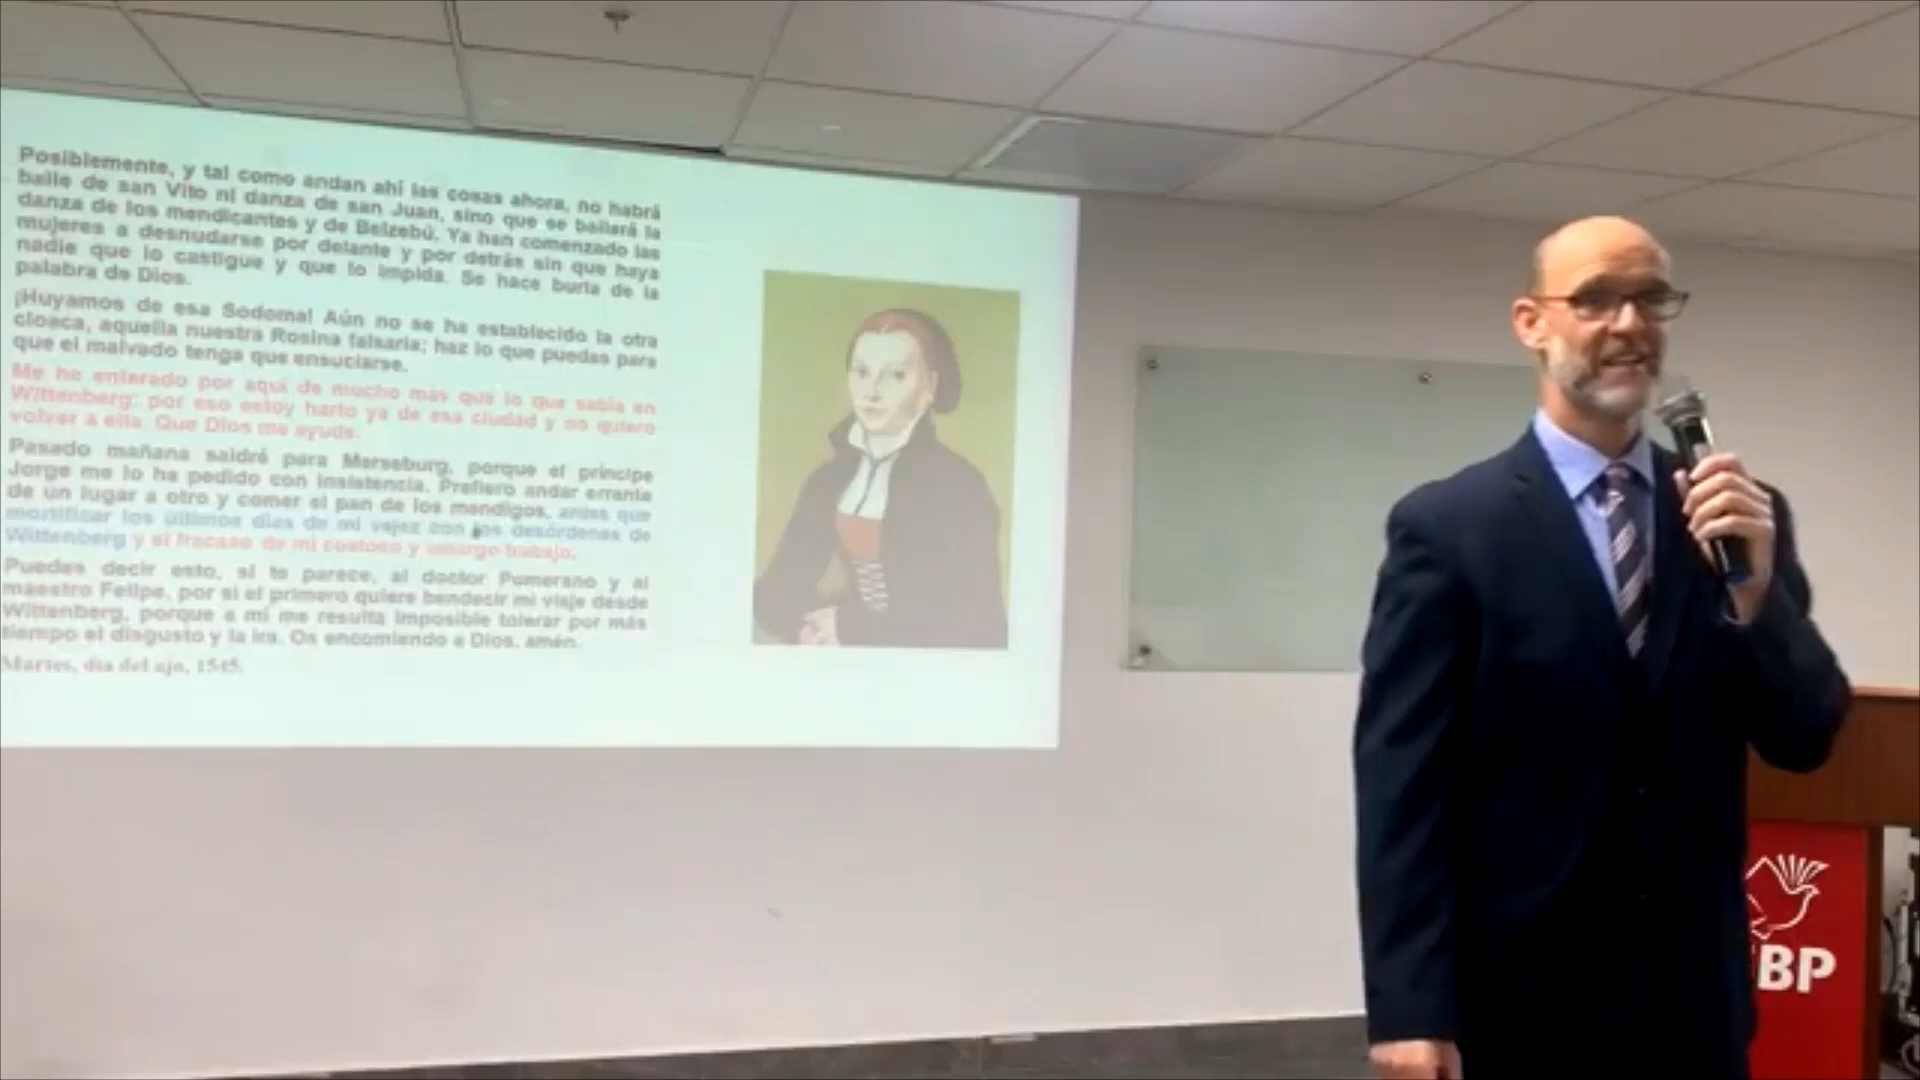 Posiblemente, y tal como andan ahí las cosas ahora, no habrá
baile de san Vito ni danza de san Juan, sino que se bailará la
danza de los mendicantes y de Belzebú. Ya han comenzado las
mujeres a desnudarse por delante y por detrás sin que haya
nadie que lo castigue y que lo impida. Se hace burla de la
palabra de Dios.
¡Huyamos de esa Sodoma! Aún no se ha establecido la otra
cloaca, aquella nuestra Rosina falsaria; haz lo que puedas para
que el malvado tenga que ensuciarse.
Me he enterado por aquí de mucho más que lo que sabía en
Wittenberg; por eso estoy harto ya de esa ciudad y no quiero
volver a ella. Que Dios me ayude.
Pasado mañana saldré para Merseburg, porque el príncipe
Jorge me lo ha pedido con insistencia. Prefiero andar errante
de un lugar a otro y comer el pan de los mendigos, antes que
mortificar los últimos días de mi vejez con los desórdenes de
Wittenberg y el fracaso de mi costoso y amargo trabajo.
Puedes decir esto, si te parece, al doctor Pomerano y al
maestro Felipe, por si el primero quiere bendecir mi viaje desde
Wittenberg, porque a mí me resulta imposible tolerar por más
tiempo el disgusto y la ira. Os encomiendo a Dios, amén.
Martes, día del ajo, 1545.
BP